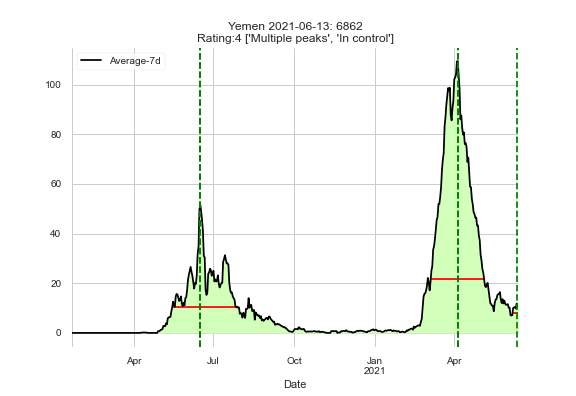 Yemen 2021-06-13: 6862
Rating:4 ['Multiple peaks', 'In control']
Average-7d
100
80
60
40
20
0
Apr Jul Oct Jan Apr
2021
Date